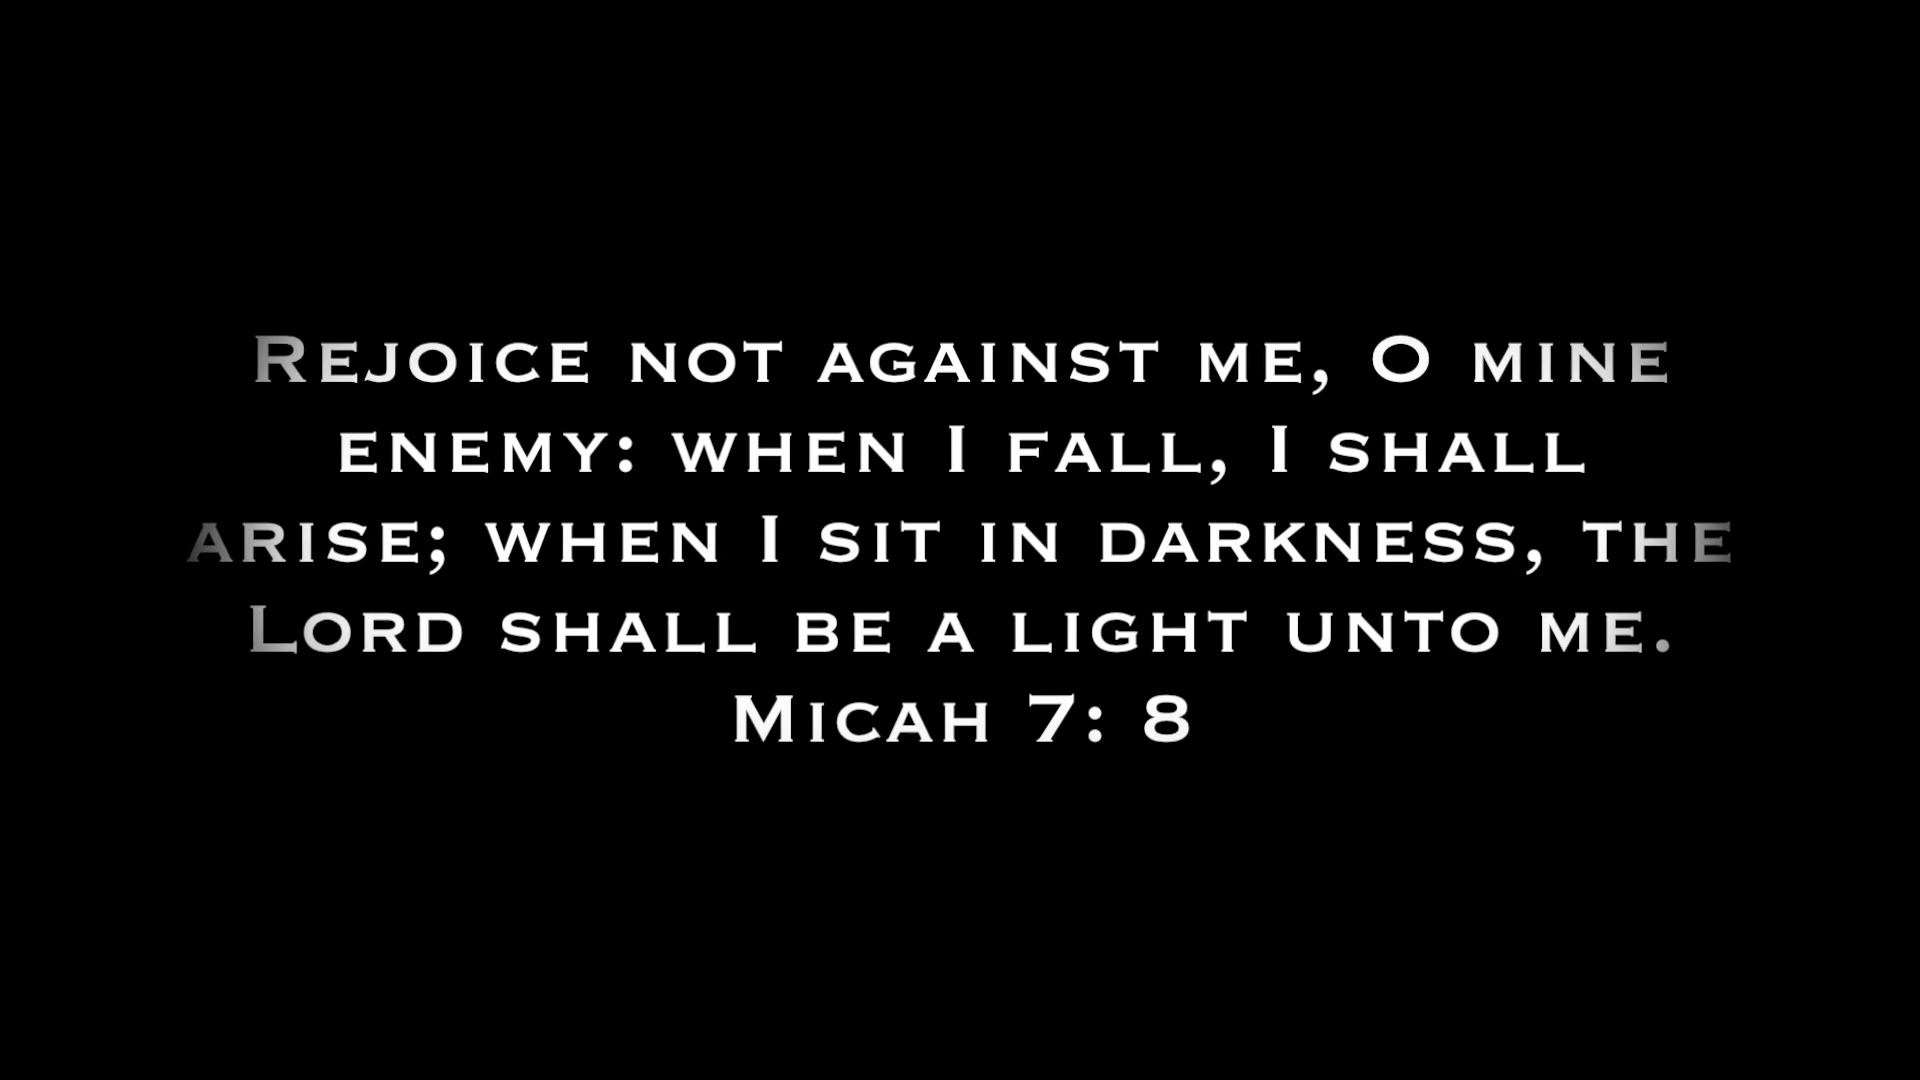 Rejoice not against me, O mine
enemy: when I fall, I shall
arise; when I sit in darkness, the
Lord shall be a light unto me.
Micah 7: 8